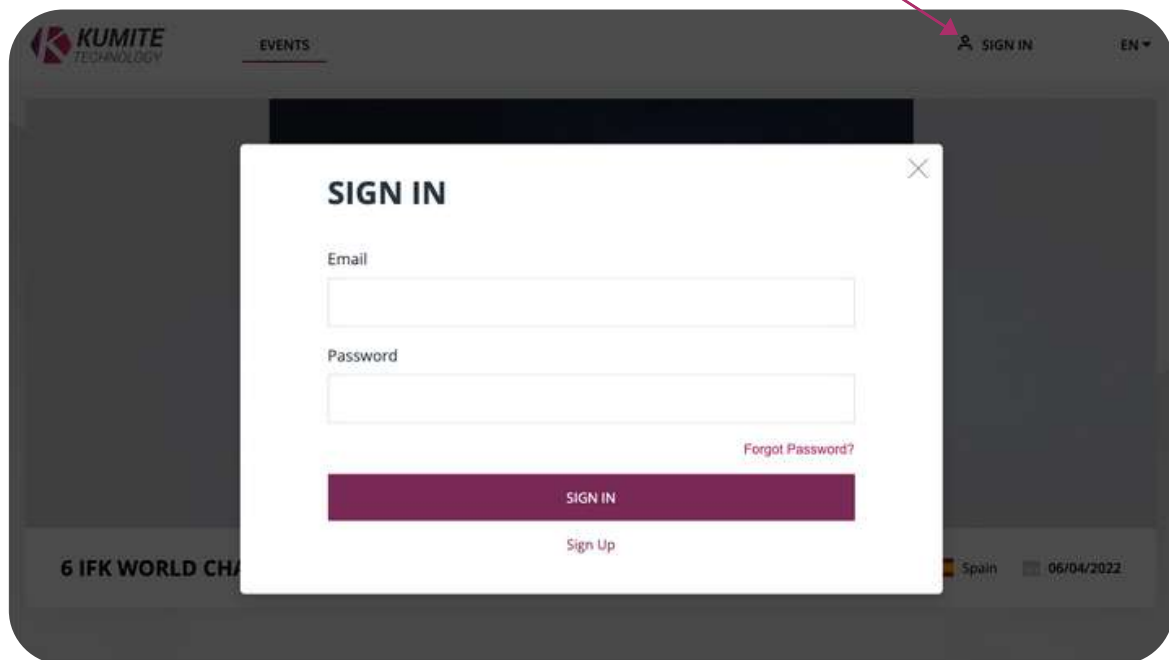 KUMITE
TECHNOLOGY
EVENTS
SIGN IN
EN
SIGN IN
Email
Password
Forgot Password?
SIGN IN
Sign Up
6 IFK WORLD CHA
Spain
06/04/2022